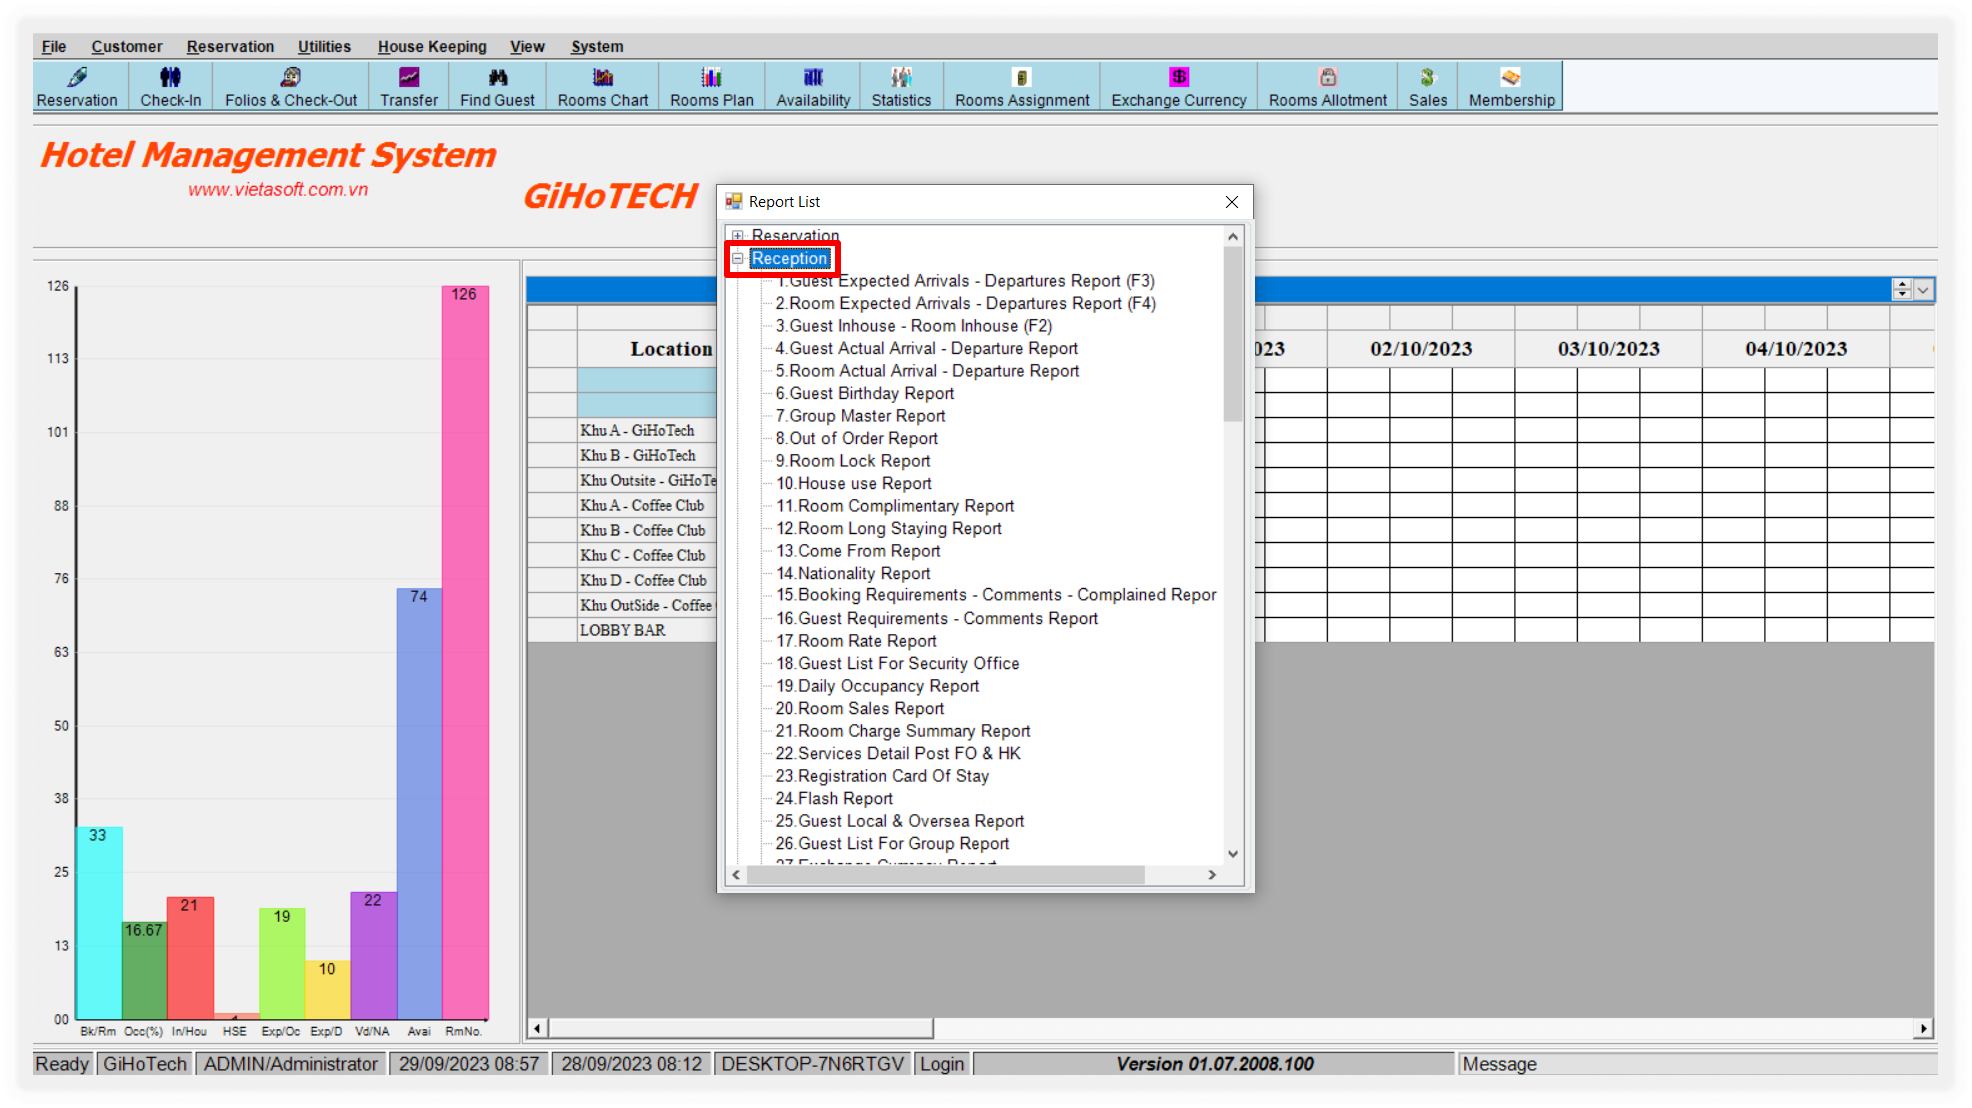 File Customer Reservation Utilities House Keeping View System
Reservation Check-In Folios & Check-Out Transfer Find Guest Rooms Chart Rooms Plan Availability Statistics Rooms Assignment Exchange Currency Rooms Allotment Sales Membership
Hotel Management System
www.vietasoft.com.vn
GiHoTECH
Report List
Reservation
Reception
1.Guest Expected Arrivals - Departures Report (F3)
2.Room Expected Arrivals - Departures Report (F4)
3.Guest Inhouse - Room Inhouse (F2)
4.Guest Actual Arrival - Departure Report
5.Room Actual Arrival - Departure Report
6.Guest Birthday Report
7.Group Master Report
8.Out of Order Report
9.Room Lock Report
10.House use Report
11.Room Complimentary Report
12.Room Long Staying Report
13.Come From Report
14.Nationality Report
15.Booking Requirements - Comments - Complained Repor
16.Guest Requirements - Comments Report
17.Room Rate Report
18.Guest List For Security Office
19.Daily Occupancy Report
20.Room Sales Report
21.Room Charge Summary Report
22.Services Detail Post FO & HK
23.Registration Card Of Stay
24.Flash Report
25.Guest Local & Oversea Report
26.Guest List For Group Report
27.Exchange Currency Report
126
113
101
88
76
63
50
38
25
13
00
33
16.67
21
1
19
10
22
74
126
Bk/Rm Occ(%) In/Hou HSE Exp/Oc Exp/D Vd/NA Avai RmNo.
Location 023 02/10/2023 03/10/2023 04/10/2023
Khu A - GiHoTech
Khu B - GiHoTech
Khu Outsite - GiHoTe
Khu A - Coffee Club
Khu B - Coffee Club
Khu C - Coffee Club
Khu D - Coffee Club
Khu OutSide - Coffee
LOBBY BAR
Ready GiHoTech ADMIN/Administrator 29/09/2023 08:57 28/09/2023 08:12 DESKTOP-7N6RTGV Login Version 01.07.2008.100 Message